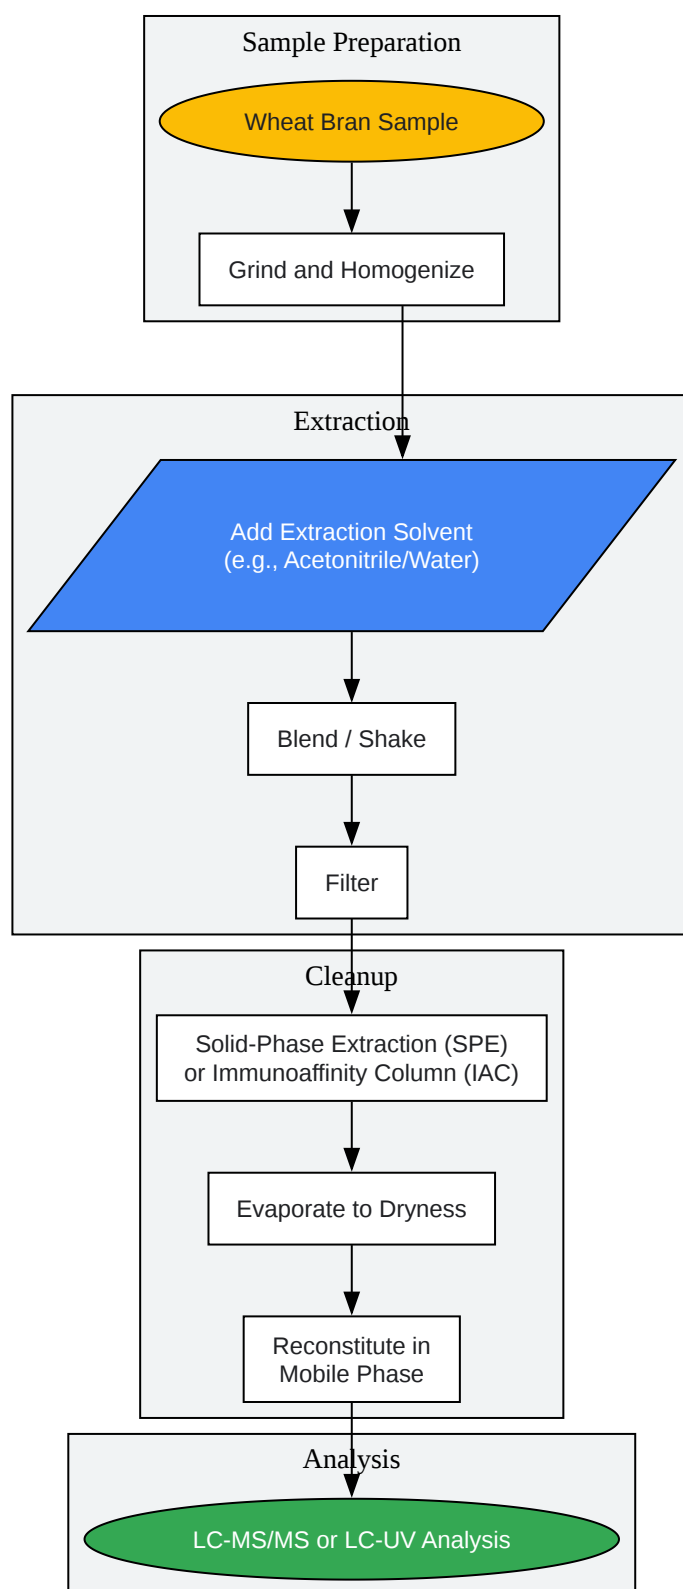 Sample Preparation
Wheat Bran Sample
Grind and Homogenize
Extraction
Add Extraction Solvent
(e.g., Acetonitrile/Water)
Blend / Shake
Filter
Cleanup
Solid-Phase Extraction (SPE)
or Immunoaffinity Column (IAC)
Evaporate to Dryness
Reconstitute in
Mobile Phase
Analysis
LC-MS/MS or LC-UV Analysis